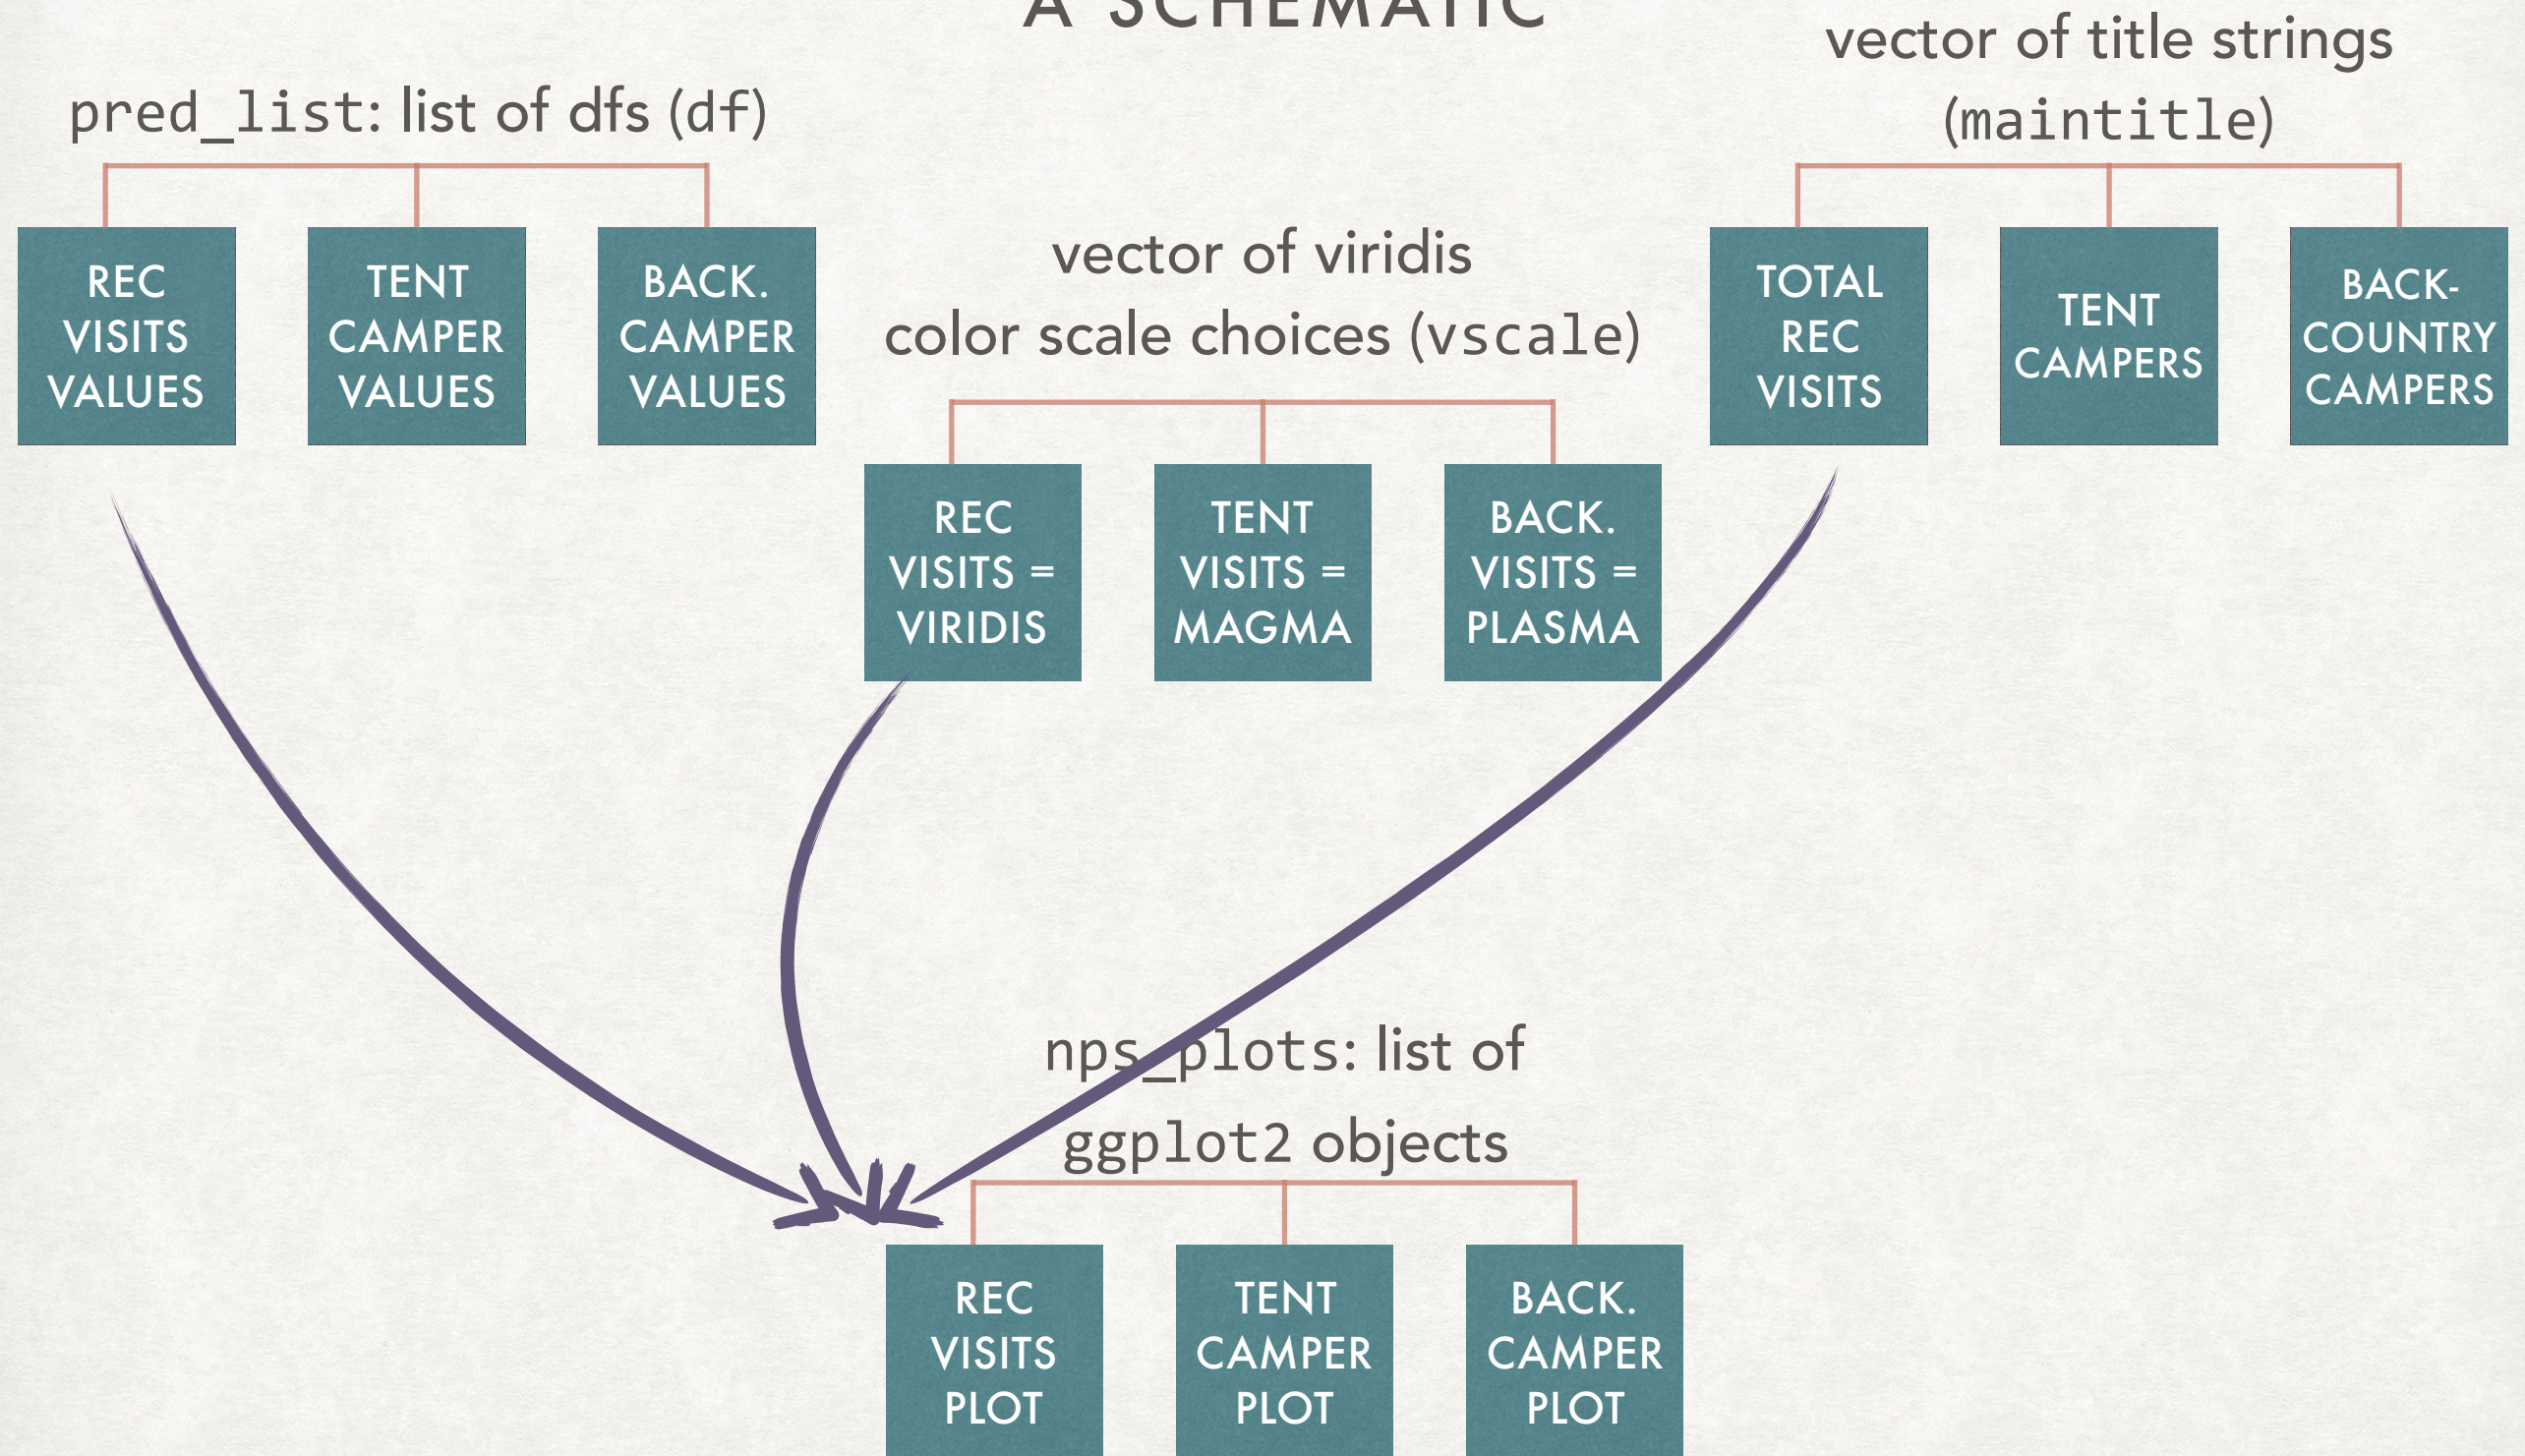 A SCHEMATIC
pred_list: list of dfs (df)
REC
VISITS
VALUES
TENT
CAMPER
VALUES
BACK.
CAMPER
VALUES
vector of viridis
color scale choices (vscale)
REC
VISITS =
VIRIDIS
TENT
VISITS =
MAGMA
BACK.
VISITS =
PLASMA
vector of title strings
(maintitle)
TOTAL
REC
VISITS
TENT
CAMPERS
BACK-
COUNTRY
CAMPERS
nps_plots: list of
ggplot2 objects
REC
VISITS
PLOT
TENT
CAMPER
PLOT
BACK.
CAMPER
PLOT